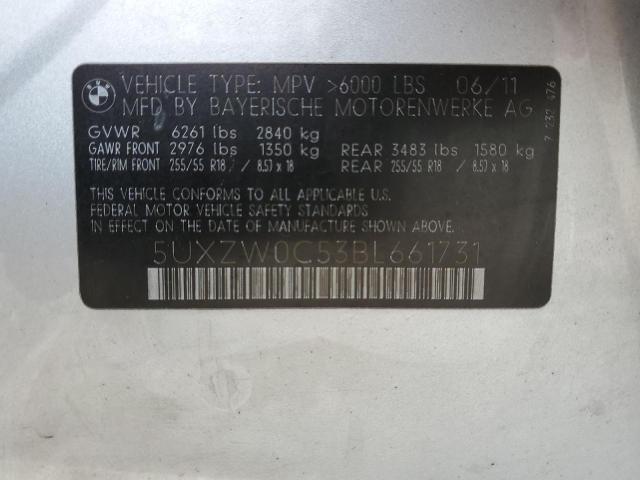 BMW
VEHICLE TYPE: MPV >6000 LBS 06/11
MFD BY BAYERISCHE MOTORENWERKE AG
GVWR 6261 lbs 2840 kg
GAWR FRONT 2976 lbs 1350 kg REAR 3483 lbs 1580 kg
TIRE/RIM FRONT 255/55 R18 / 8.5J x 18 REAR 255/55 R18 / 8.5J x 18
THIS VEHICLE CONFORMS TO ALL APPLICABLE U.S.
FEDERAL MOTOR VEHICLE SAFETY STANDARDS
IN EFFECT ON THE DATE OF MANUFACTURE SHOWN ABOVE.
5UXZW0C53BL661731